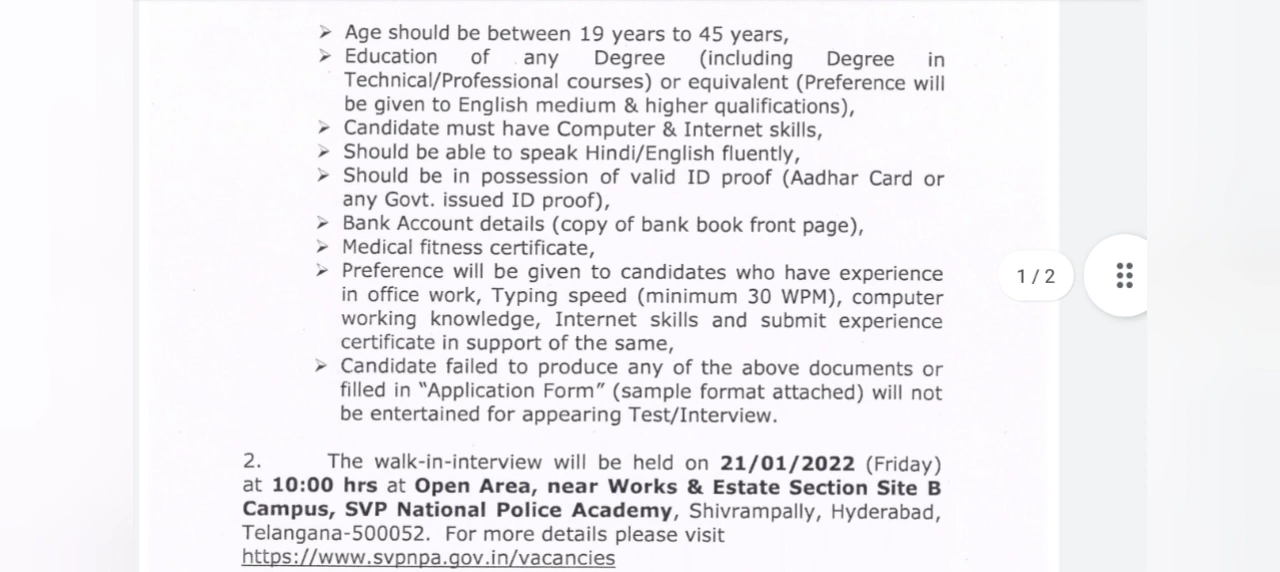 ➢ Age should be between 19 years to 45 years,
➢ Education of any Degree (including Degree in
Technical/Professional courses) or equivalent (Preference will
be given to English medium & higher qualifications),
➢ Candidate must have Computer & Internet skills,
➢ Should be able to speak Hindi/English fluently,
➢ Should be in possession of valid ID proof (Aadhar Card or
any Govt. issued ID proof),
➢ Bank Account details (copy of bank book front page),
➢ Medical fitness certificate,
➢ Preference will be given to candidates who have experience
in office work, Typing speed (minimum 30 WPM), computer
working knowledge, Internet skills and submit experience
certificate in support of the same,
➢ Candidate failed to produce any of the above documents or
filled in “Application Form” (sample format attached) will not
be entertained for appearing Test/Interview.
2. The walk-in-interview will be held on 21/01/2022 (Friday)
at 10:00 hrs at Open Area, near Works & Estate Section Site B
Campus, SVP National Police Academy, Shivrampally, Hyderabad,
Telangana-500052. For more details please visit
https://www.svpnpa.gov.in/vacancies
1 / 2